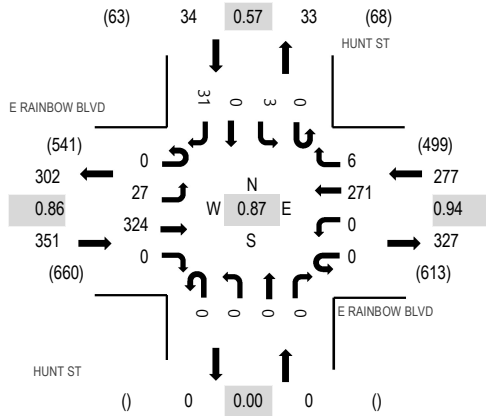 (63) 34 0.57 33 (68)
HUNT ST
31 0 3 0
E RAINBOW BLVD
(541) (499)
302 0 6 277
0.86 27 N 271 0.94
W 0.87 E
351 324 S 0 327
(660) 0 0 (613)
0 0 0 0
E RAINBOW BLVD
HUNT ST
() 0 0.00 0 ()